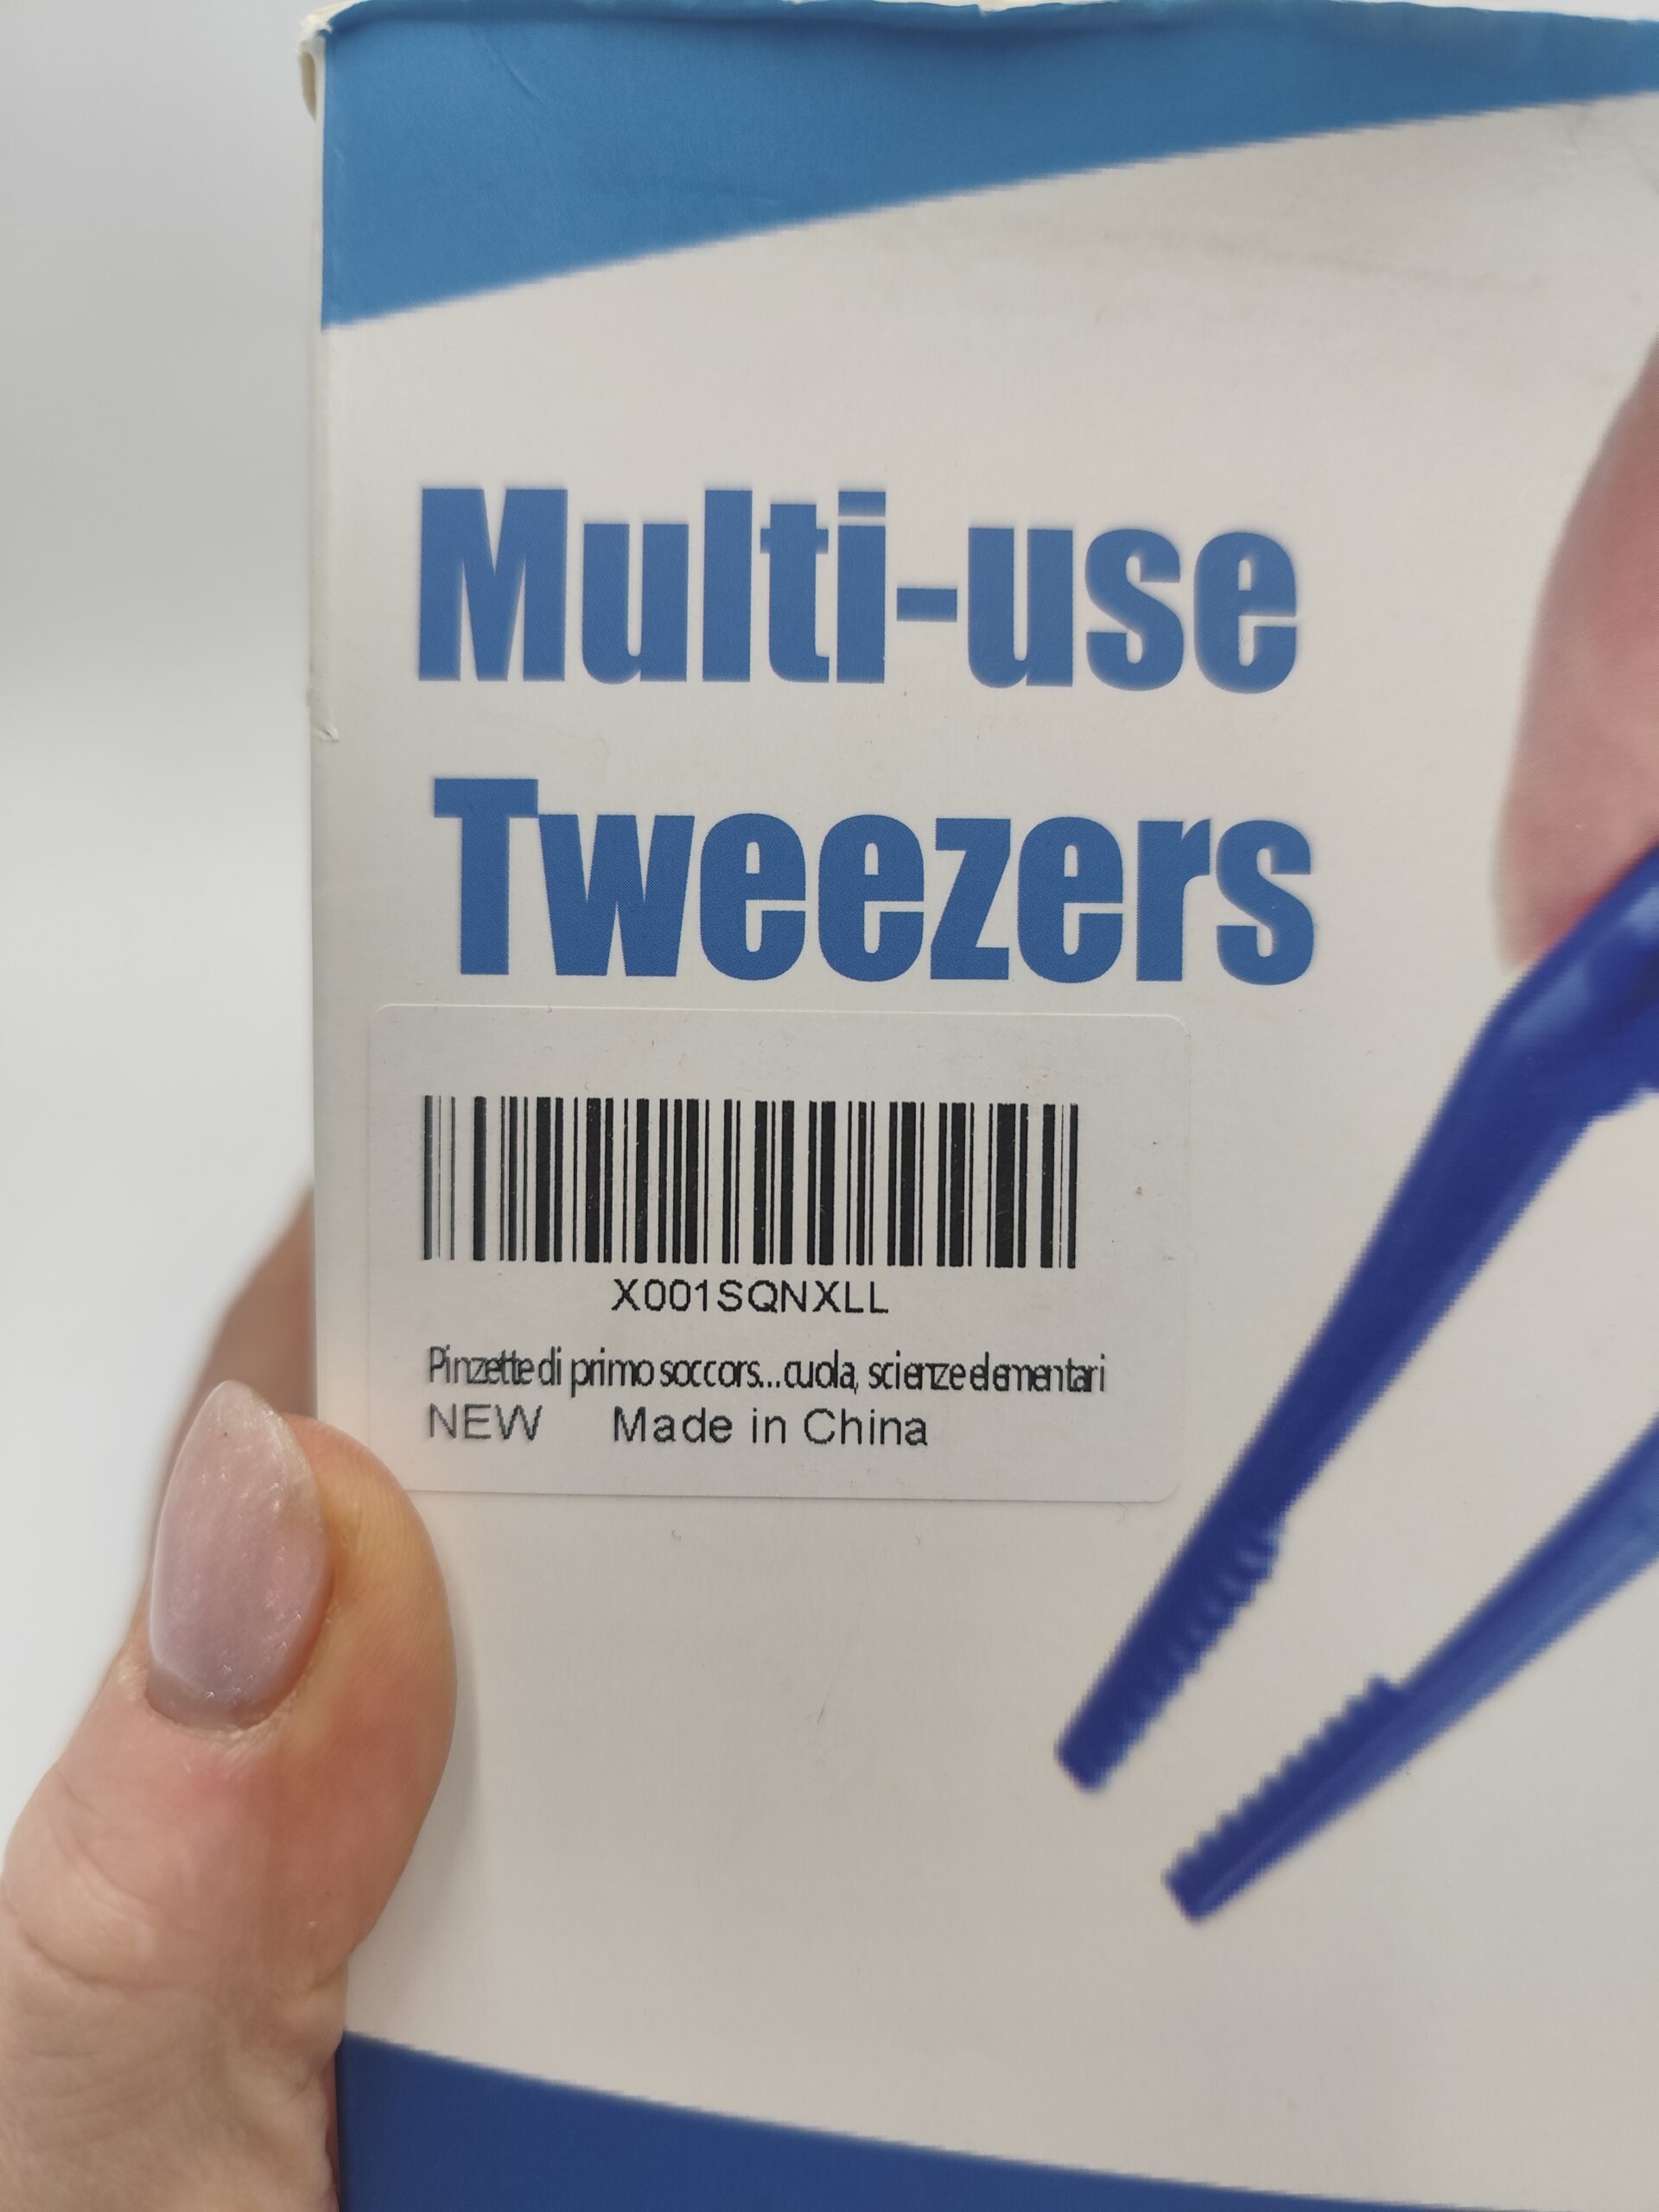 Multi-use
Tweezers
X001SQNXLL
Pinzette di primo soccors...cuola, scienze elementari
NEW Made in China